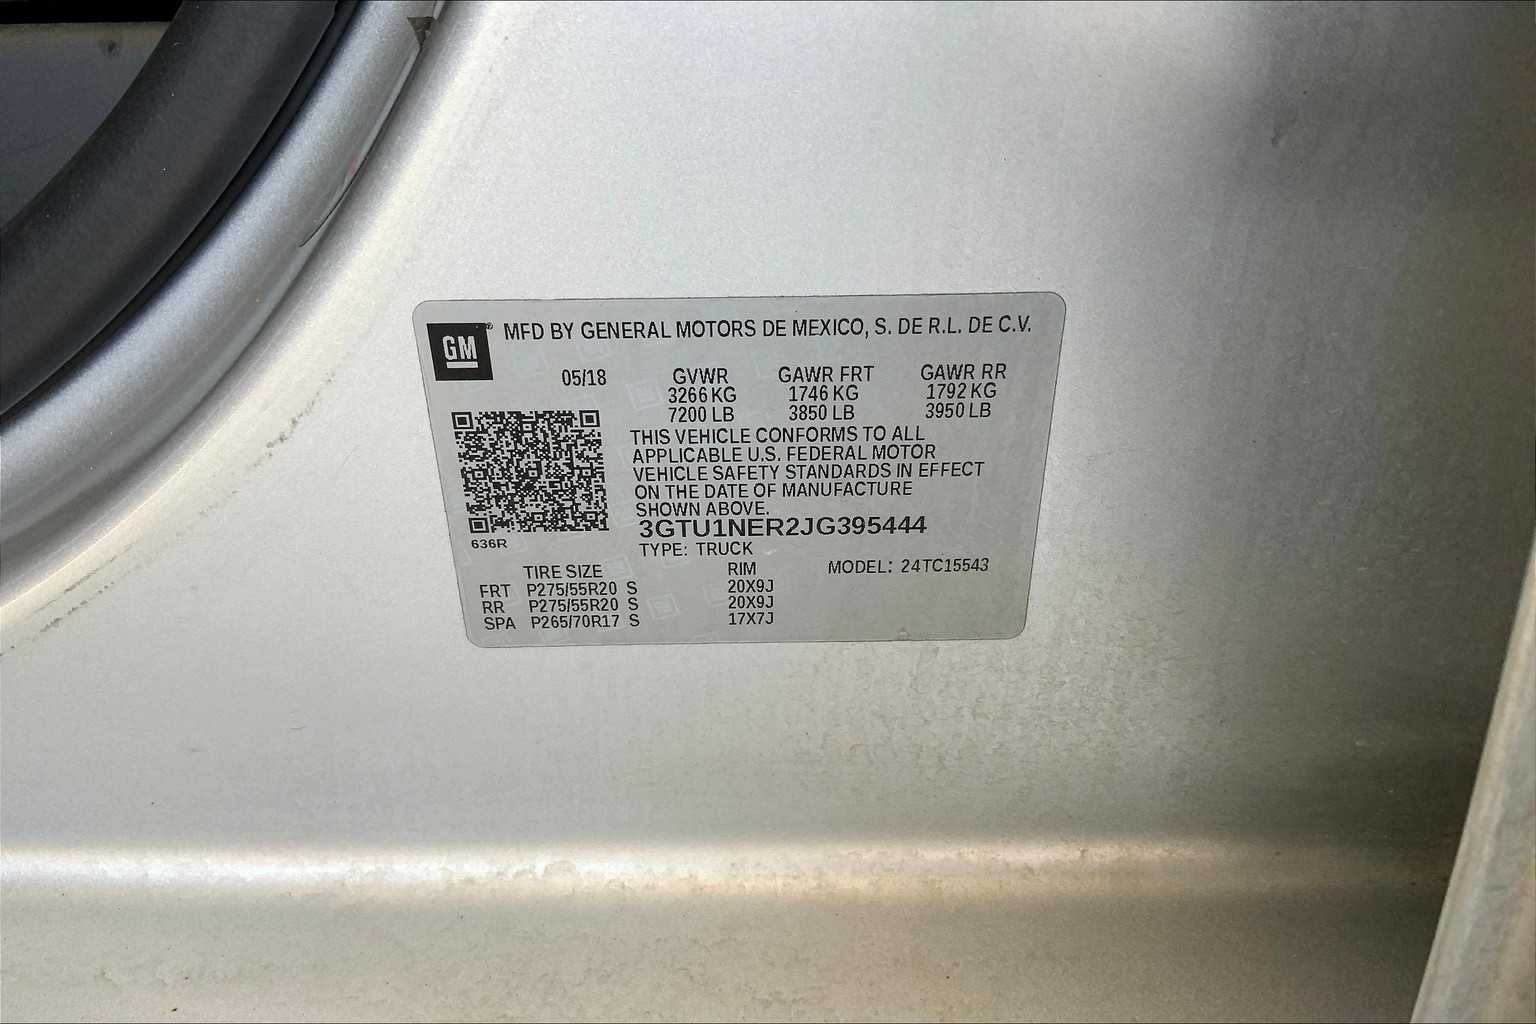 GM ® MFD BY GENERAL MOTORS DE MEXICO, S. DE R.L. DE C.V.
05/18 GVWR GAWR FRT GAWR RR
3266 KG 1746 KG 1792 KG
7200 LB 3850 LB 3950 LB
THIS VEHICLE CONFORMS TO ALL
APPLICABLE U.S. FEDERAL MOTOR
VEHICLE SAFETY STANDARDS IN EFFECT
ON THE DATE OF MANUFACTURE
SHOWN ABOVE.
3GTU1NER2JG395444
636R
TYPE: TRUCK
TIRE SIZE RIM MODEL: 24TC15543
FRT P275/55R20 S 20X9J
RR P275/55R20 S 20X9J
SPA P265/70R17 S 17X7J